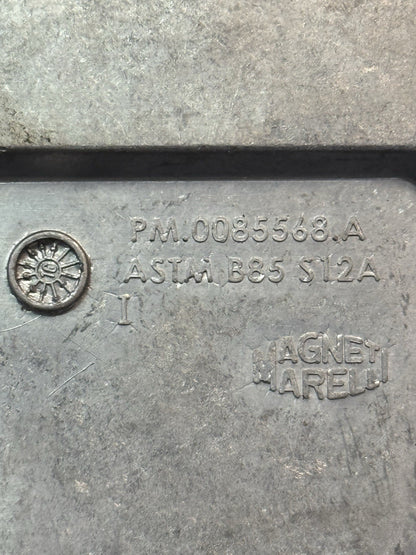 PM.0085568.A
ASTM B85 S12A
I
MAGNETI
MARELLI